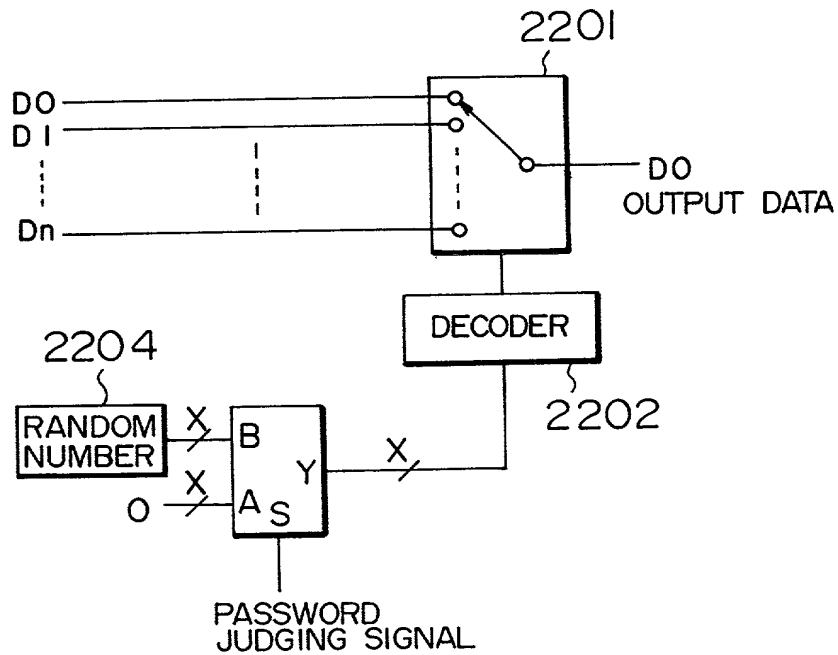 2201
D0
D1
Dn
D0
OUTPUT DATA
DECODER
2204
2202
RANDOM
NUMBER
X
B
X
Y
X
0
A
S
PASSWORD
JUDGING SIGNAL